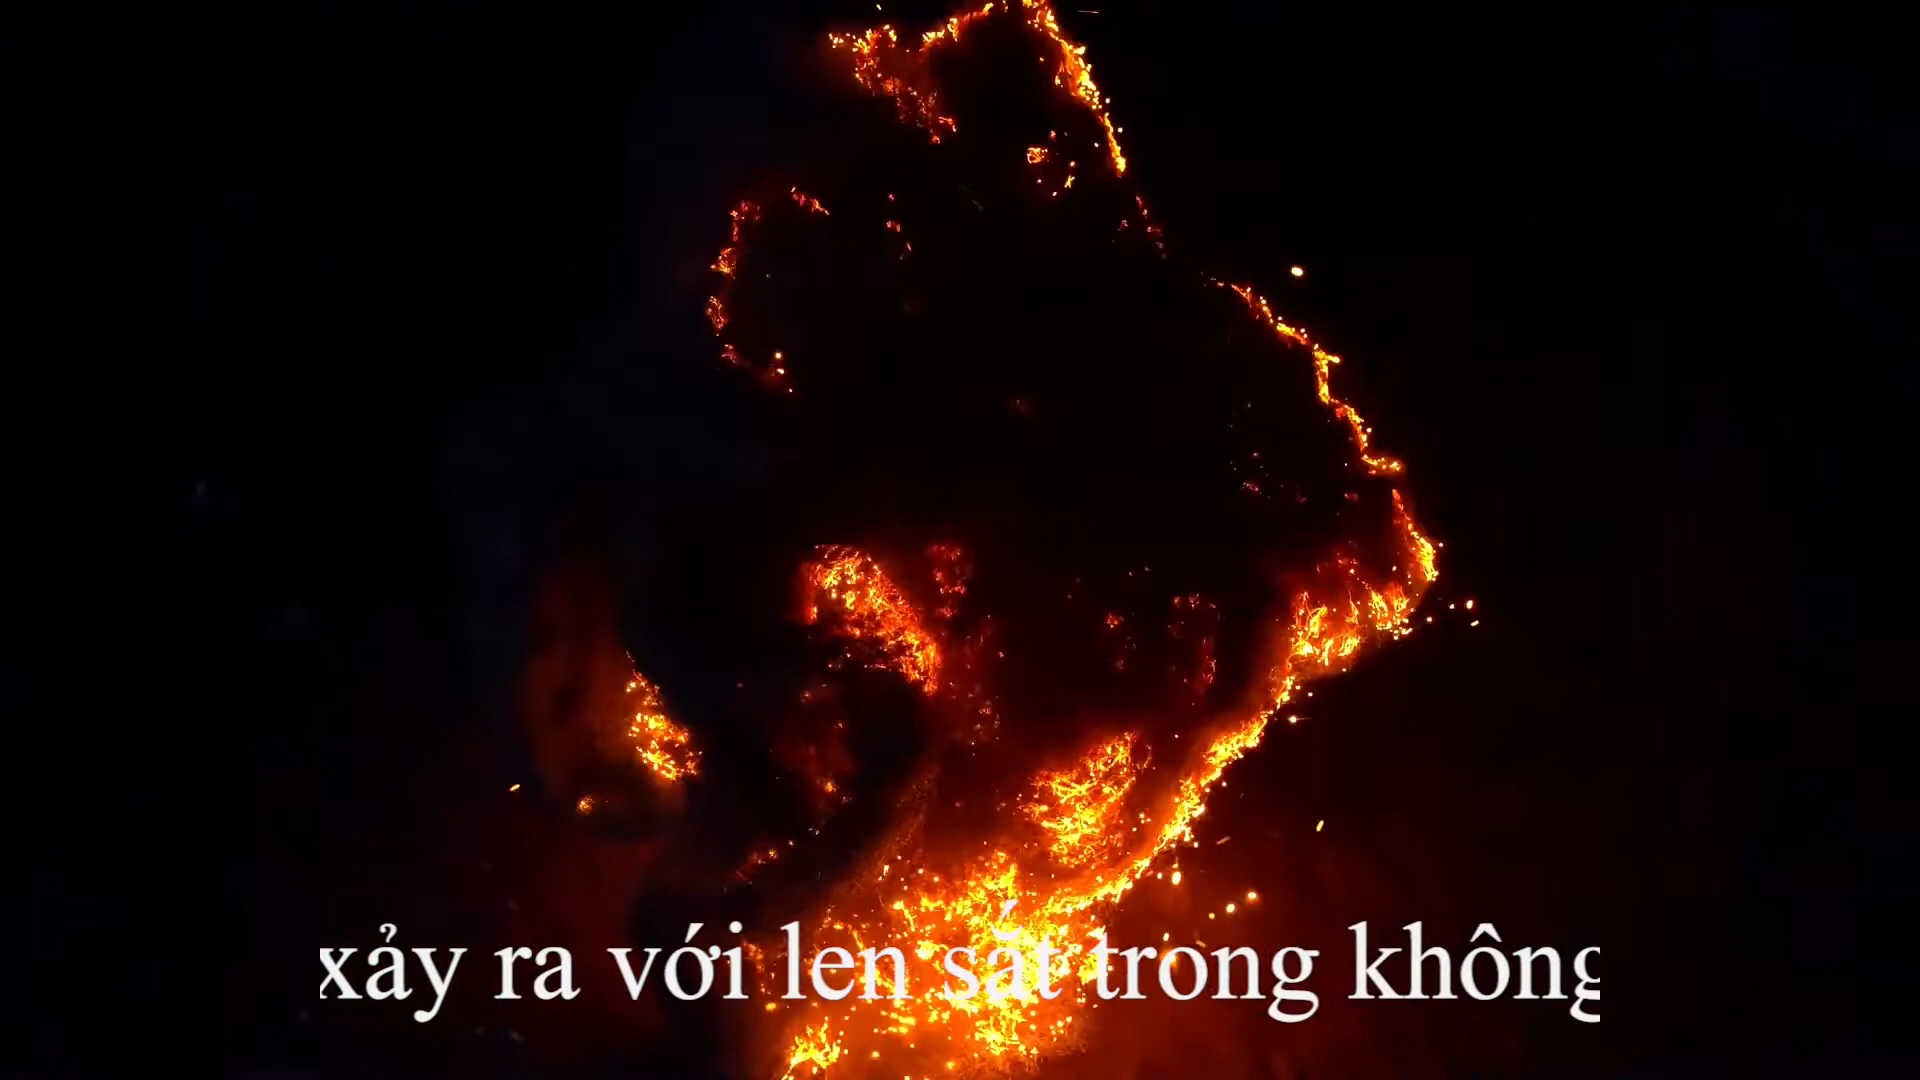 xảy ra với len sắt trong không